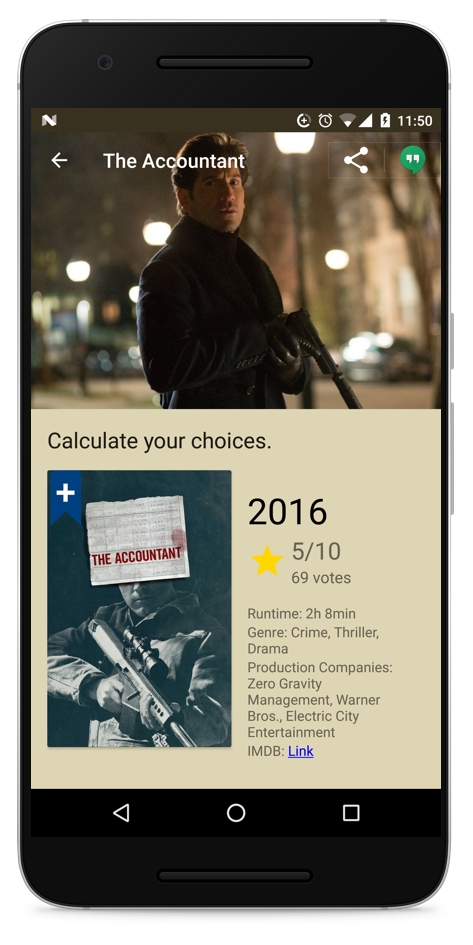 11:50
The Accountant
Calculate your choices.
THE ACCOUNTANT
2016
5/10
69 votes
Runtime: 2h 8min
Genre: Crime, Thriller,
Drama
Production Companies:
Zero Gravity
Management, Warner
Bros., Electric City
Entertainment
IMDB: Link